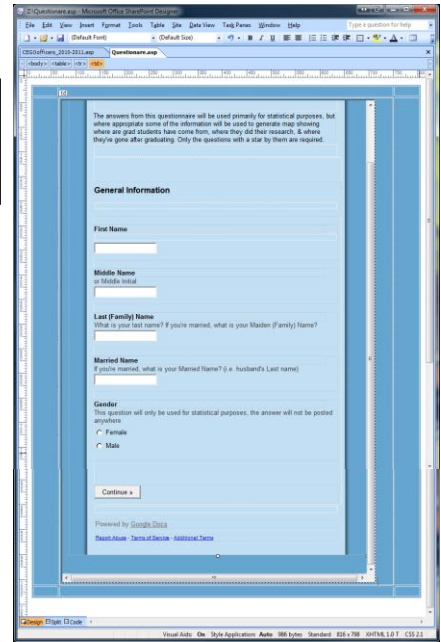 Z:\Questionare.asp - Microsoft Office SharePoint Designer
File Edit View Insert Format Tools Table Site Data View Task Panes Window Help
Type a question for help
(Default Font) (Default Size)
CEGOofficers_2010-2011.asp Questionare.asp
<body> <table> <tr> <td>
td
The answers from this questionnaire will be used primarily for statistical purposes, but
where appropriate some of the information will be used to generate map showing
where are grad students have come from, where they did their research, & where
they've gone after graduating. Only the questions with a star by them are required.
General Information
First Name
Middle Name
or Middle Initial
Last (Family) Name
What is your last name? If you're married, what is your Maiden (Family) Name?
Married Name
If you're married, what is your Married Name? (i.e. husband's Last name)
Gender
This question will only be used for statistical purposes, the answer will not be posted
anywhere
Female
Male
Continue »
Powered by Google Docs
Report Abuse - Terms of Service - Additional Terms
Design Split Code
Visual Aids: On Style Application: Auto 986 bytes Standard 816 x 798 XHTML 1.0 T CSS 2.1